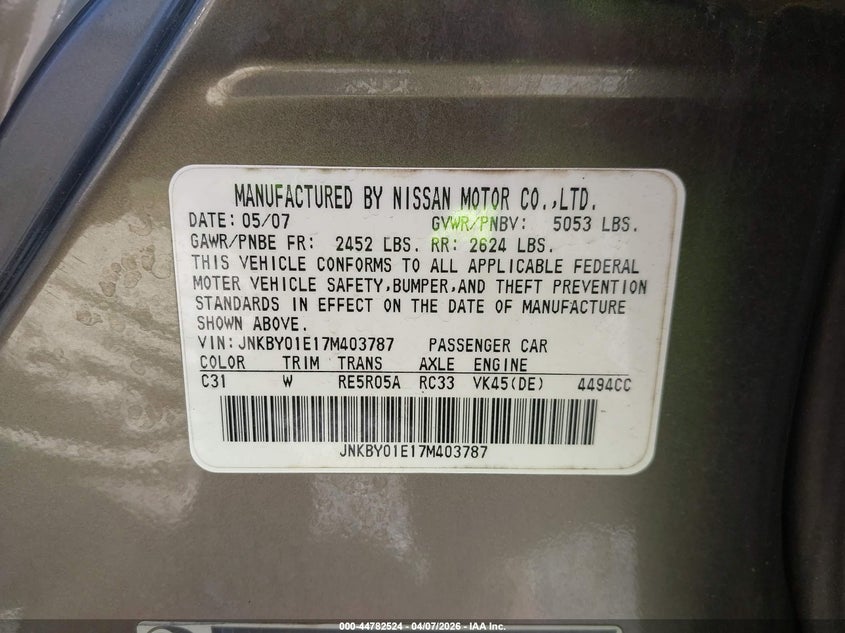 MANUFACTURED BY NISSAN MOTOR CO.,LTD.
DATE: 05/07 GVWR/PNBV: 5053 LBS.
GAWR/PNBE FR: 2452 LBS. RR: 2624 LBS.
THIS VEHICLE CONFORMS TO ALL APPLICABLE FEDERAL
MOTER VEHICLE SAFETY,BUMPER,AND THEFT PREVENTION
STANDARDS IN EFFECT ON THE DATE OF MANUFACTURE
SHOWN ABOVE.
VIN:JNKBY01E17M403787 PASSENGER CAR
COLOR TRIM TRANS AXLE ENGINE
C31 W RE5R05A RC33 VK45(DE) 4494CC
JNKBY01E17M403787
000-44782524 | 04/07/2026 - IAA Inc.